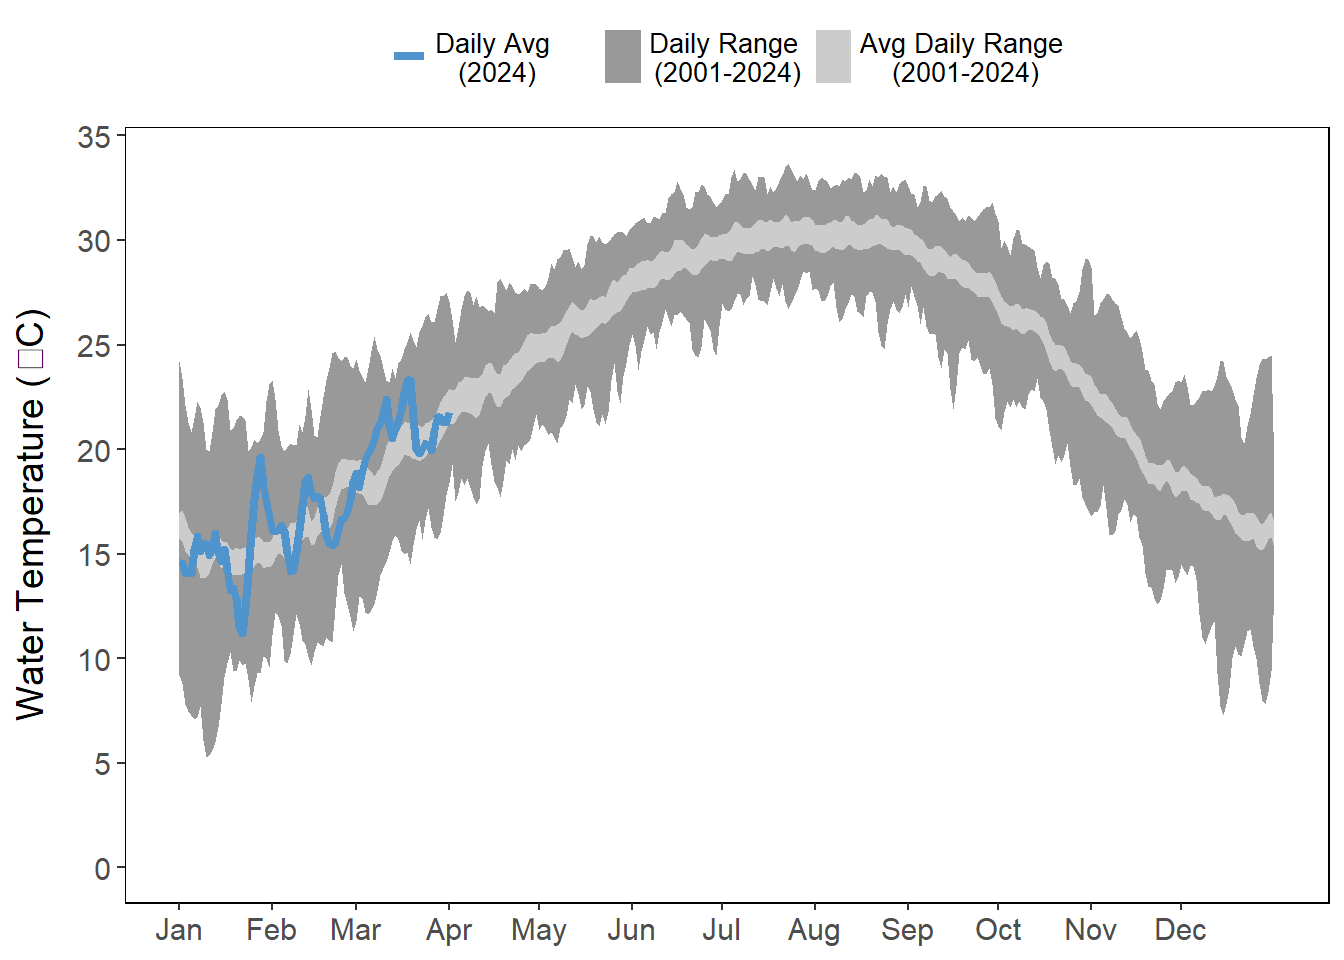 Daily Avg
(2024)
Daily Range
(2001-2024)
Avg Daily Range
(2001-2024)
Water Temperature (□C)
35
30
25
20
15
10
5
0
Jan Feb Mar Apr May Jun Jul Aug Sep Oct Nov Dec